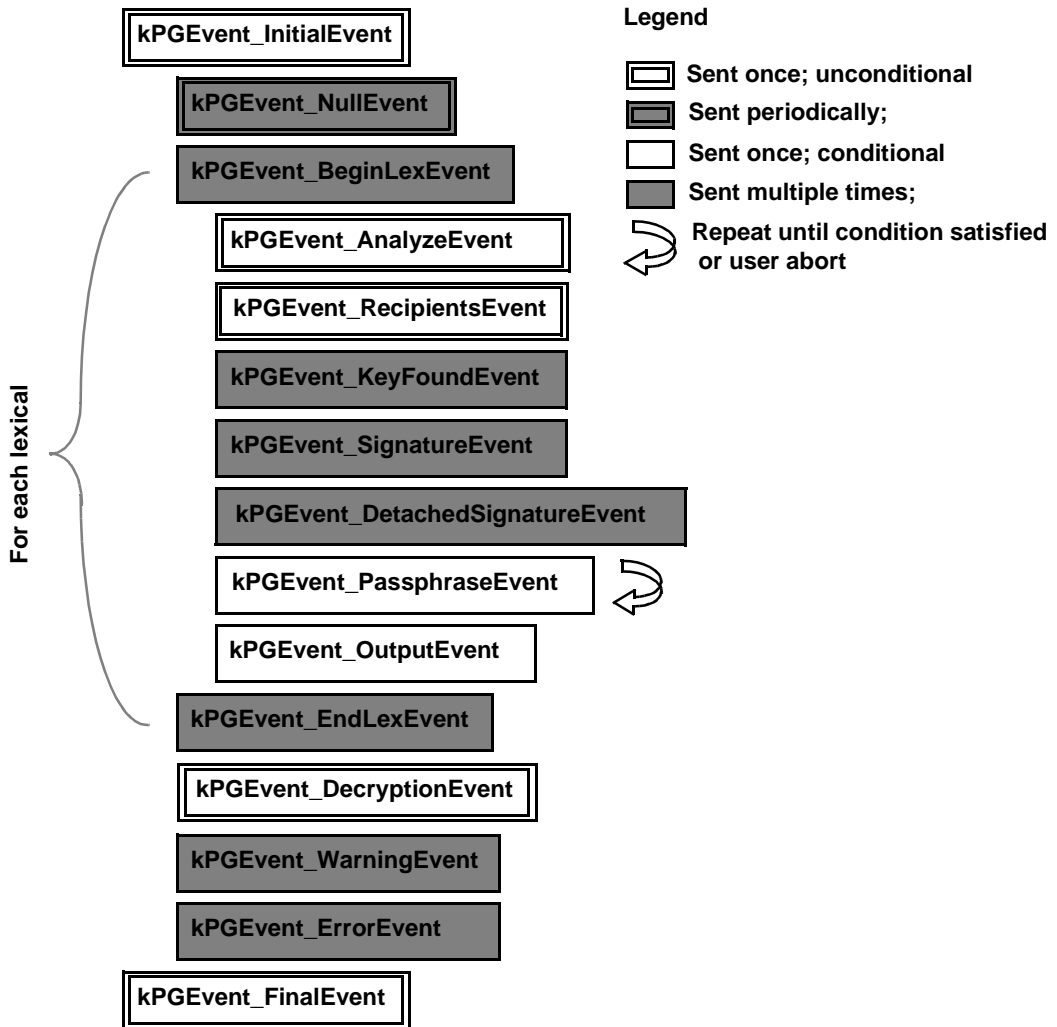 kPGEvent_InitialEvent
kPGEvent_NullEvent
kPGEvent_BeginLexEvent
kPGEvent_AnalyzeEvent
kPGEvent_RecipientsEvent
kPGEvent_KeyFoundEvent
kPGEvent_SignatureEvent
kPGEvent_DetachedSignatureEvent
kPGEvent_PassphraseEvent
kPGEvent_OutputEvent
kPGEvent_EndLexEvent
kPGEvent_DecryptionEvent
kPGEvent_WarningEvent
kPGEvent_ErrorEvent
kPGEvent_FinalEvent
For each lexical
Legend
Sent once; unconditional
Sent periodically;
Sent once; conditional
Sent multiple times;
Repeat until condition satisfied
or user abort